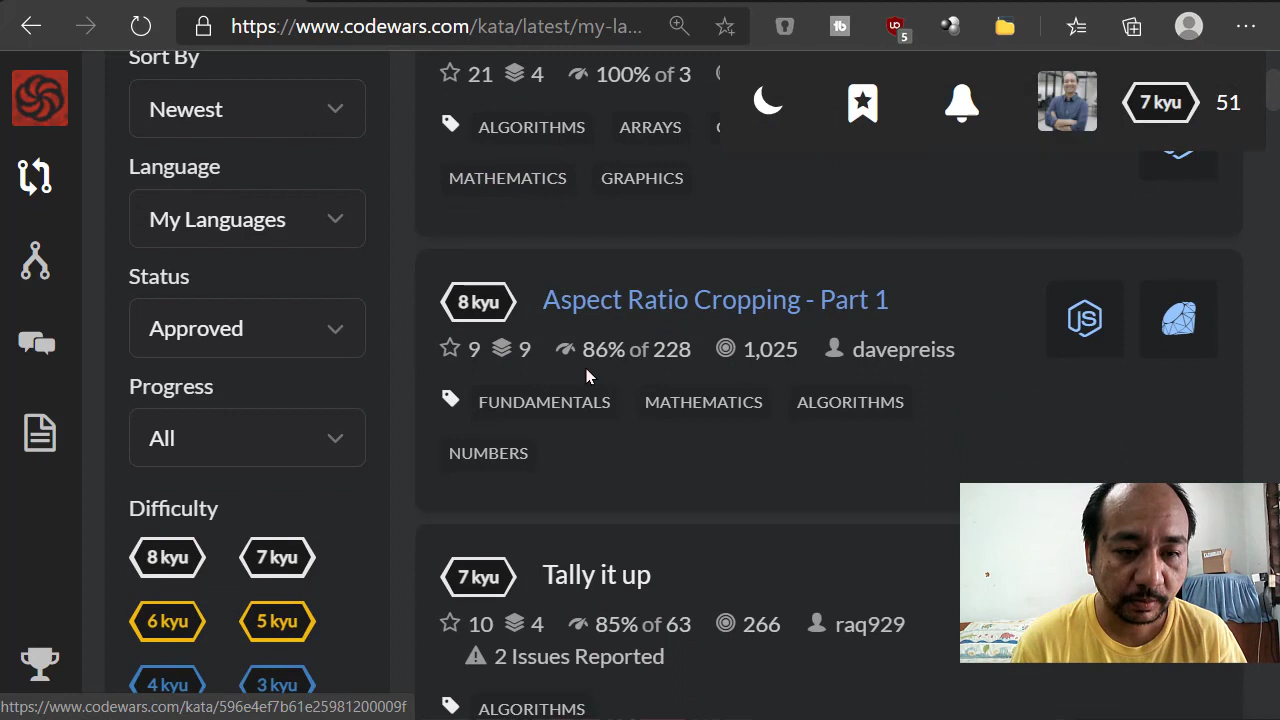 https://www.codewars.com/kata/latest/my-la...
5
Sort By
Newest
Language
My Languages
Status
Approved
Progress
All
Difficulty
8 kyu 7 kyu
6 kyu 5 kyu
4 kyu 3 kyu
https://www.codewars.com/kata/596e4ef7b61e25981200009f
21 4 100% of 3
ALGORITHMS ARRAYS
MATHEMATICS GRAPHICS
7 kyu 51
8 kyu Aspect Ratio Cropping - Part 1
JS
9 9 86% of 228 1,025 davepreiss
FUNDAMENTALS MATHEMATICS ALGORITHMS
NUMBERS
7 kyu Tally it up
10 4 85% of 63 266 raq929
2 Issues Reported
ALGORITHMS